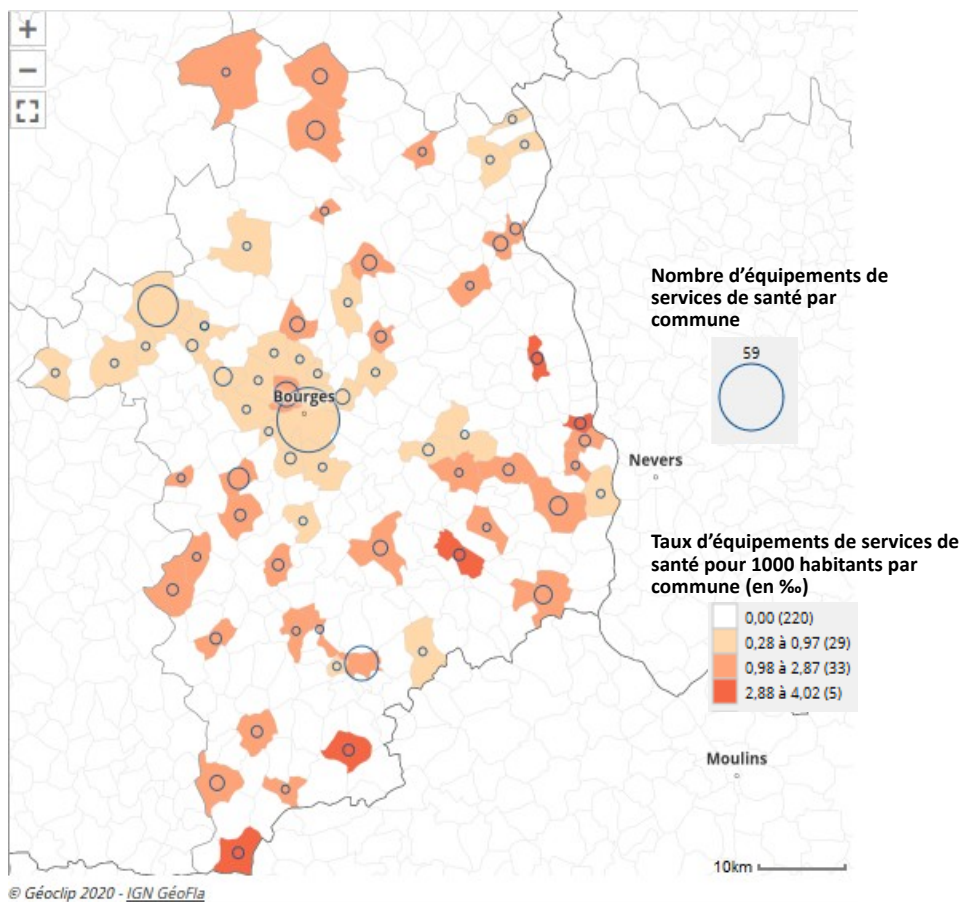 +
−
Nombre d’équipements de
services de santé par
commune
59
Bourges
Nevers
Taux d’équipements de services de
santé pour 1000 habitants par
commune (en ‰)
0,00 (220)
0,28 à 0,97 (29)
0,98 à 2,87 (33)
2,88 à 4,02 (5)
Moulins
10km
© Géoclip 2020 - IGN GéoFla